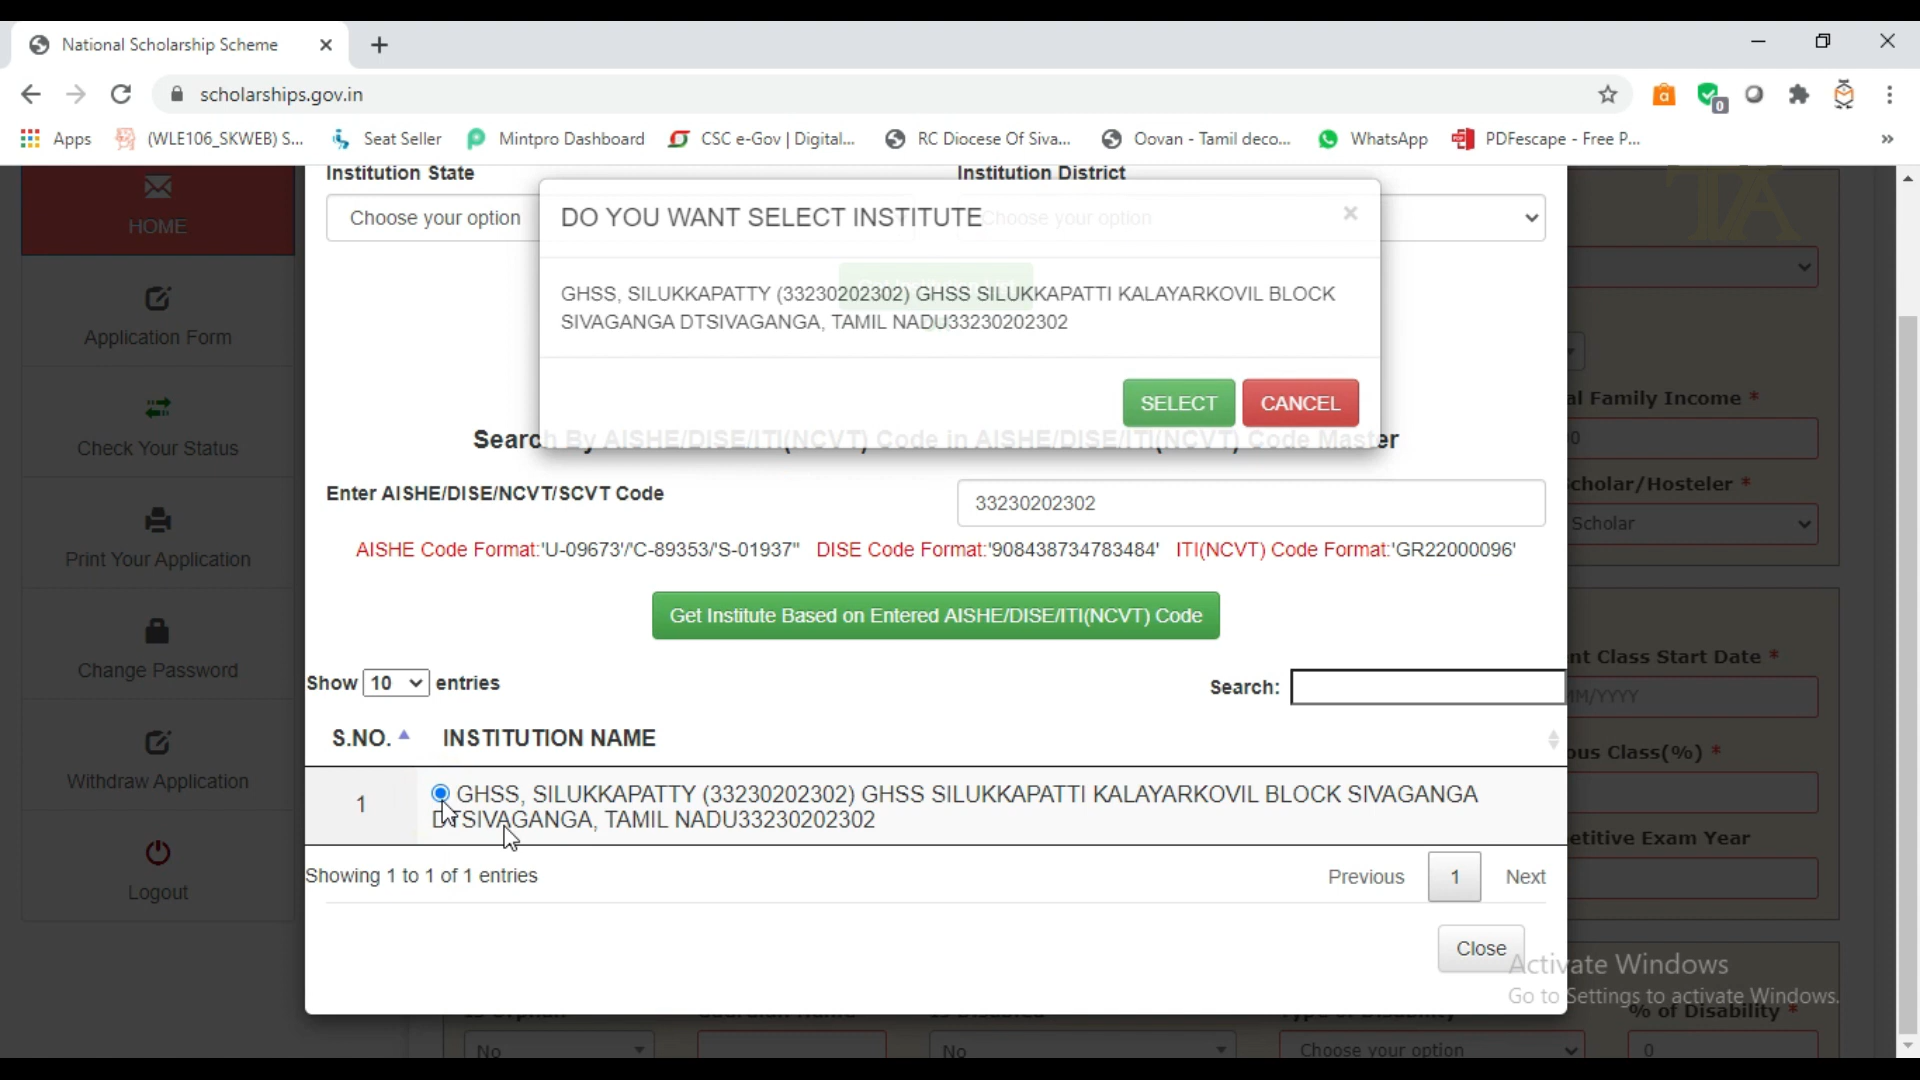 National Scholarship Scheme
scholarships.gov.in
0
Apps
(WLE106_SKWEB) S...
Seat Seller
Mintpro Dashboard
CSC e-Gov | Digital...
RC Diocese Of Siva...
Oovan - Tamil deco...
WhatsApp
PDFescape - Free P...
»
HOME
Application Form
Check Your Status
Print Your Application
Change Password
Withdraw Application
Logout
Institution State
Institution District
Choose your option
Choose your option
DO YOU WANT SELECT INSTITUTE
GHSS, SILUKKAPATTY (33230202302) GHSS SILUKKAPATTI KALAYARKOVIL BLOCK
SIVAGANGA DTSIVAGANGA, TAMIL NADU33230202302
SELECT
CANCEL
Search By AISHE/DISE/ITI(NCVT) Code in AISHE/DISE/ITI(NCVT) Code Master
Enter AISHE/DISE/NCVT/SCVT Code
33230202302
AISHE Code Format:'U-09673'/'C-89353/'S-01937" DISE Code Format:'908438734783484' ITI(NCVT) Code Format:'GR22000096'
Get Institute Based on Entered AISHE/DISE/ITI(NCVT) Code
Show 10 entries
Search:
S.NO.
INSTITUTION NAME
1
GHSS, SILUKKAPATTY (33230202302) GHSS SILUKKAPATTI KALAYARKOVIL BLOCK SIVAGANGA
DTSIVAGANGA, TAMIL NADU33230202302
Showing 1 to 1 of 1 entries
Previous
1
Next
Close
TA
al Family Income *
0
cholar/Hosteler *
Scholar
nt Class Start Date *
MM/YYYY
ous Class(%) *
etitive Exam Year
Activate Windows
Go to Settings to activate Windows.
% of Disability *
No
No
Choose your option
0